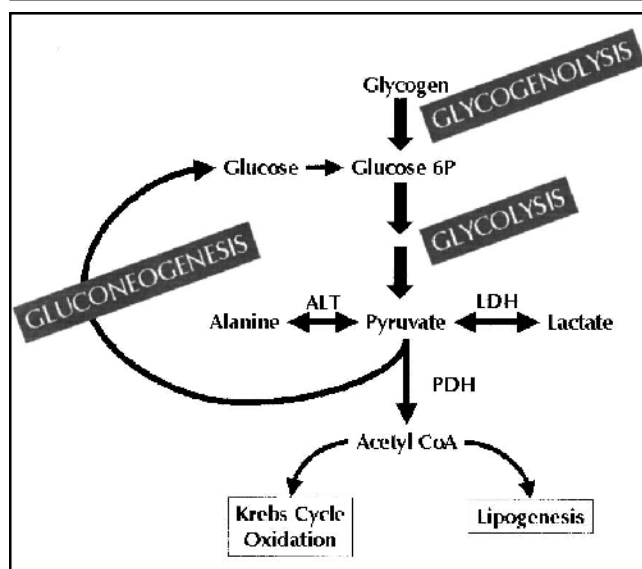 Glycogen
GLYCOGENOLYSIS
Glucose
Glucose 6P
GLYCOLYSIS
GLUCONEOGENESIS
ALT
LDH
Alanine
Pyruvate
Lactate
PDH
Acetyl CoA
Krebs Cycle
Oxidation
Lipogenesis